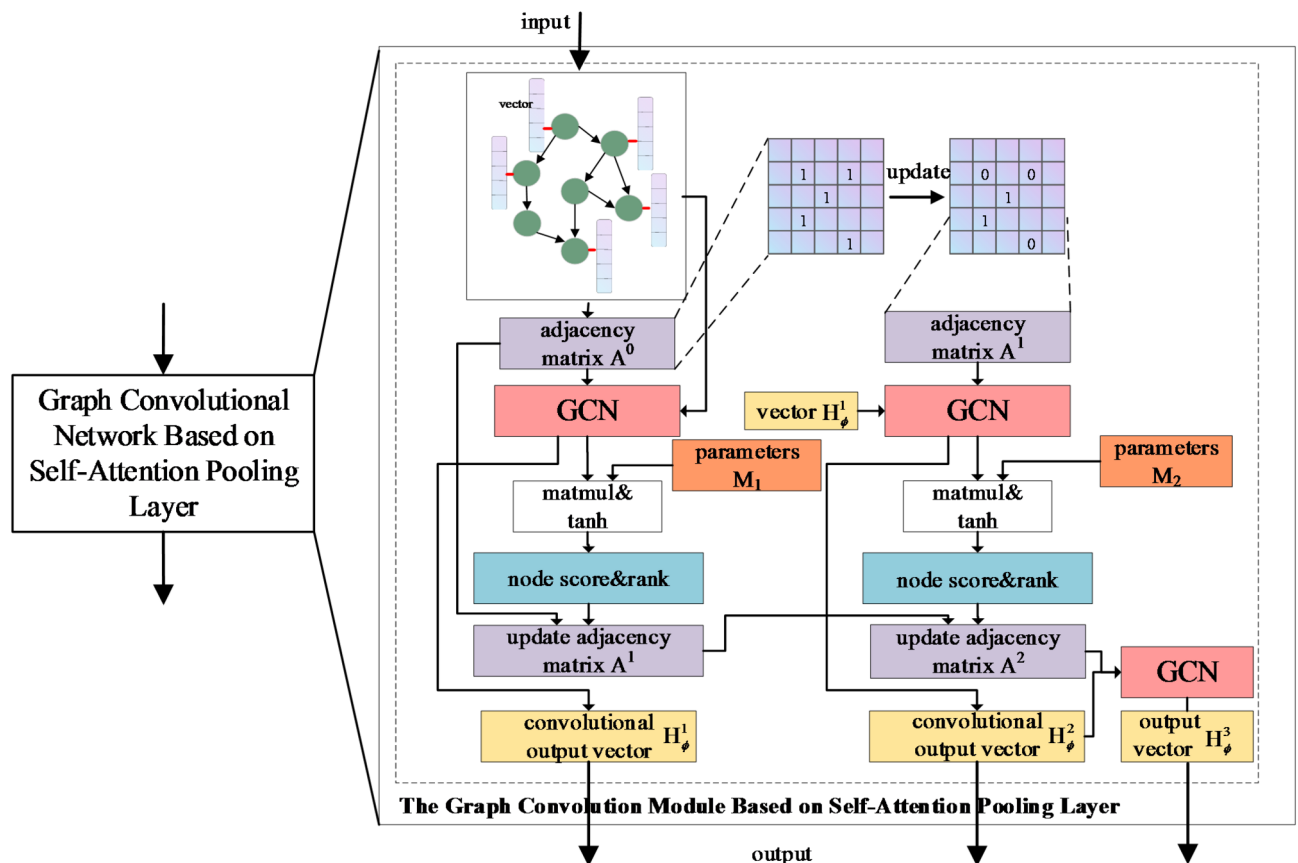 input
vector
1 1
1
1
1
update
0 0
1
1
0
adjacency
matrix A⁰
adjacency
matrix A¹
Graph Convolutional
Network Based on
Self-Attention Pooling
Layer
GCN
vector H¹ᵩ
GCN
parameters
M₁
parameters
M₂
matmul&
tanh
matmul&
tanh
node score&rank
node score&rank
update adjacency
matrix A¹
update adjacency
matrix A²
GCN
convolutional
output vector H¹ᵩ
convolutional
output vector H²ᵩ
output
vector H³ᵩ
The Graph Convolution Module Based on Self-Attention Pooling Layer
output